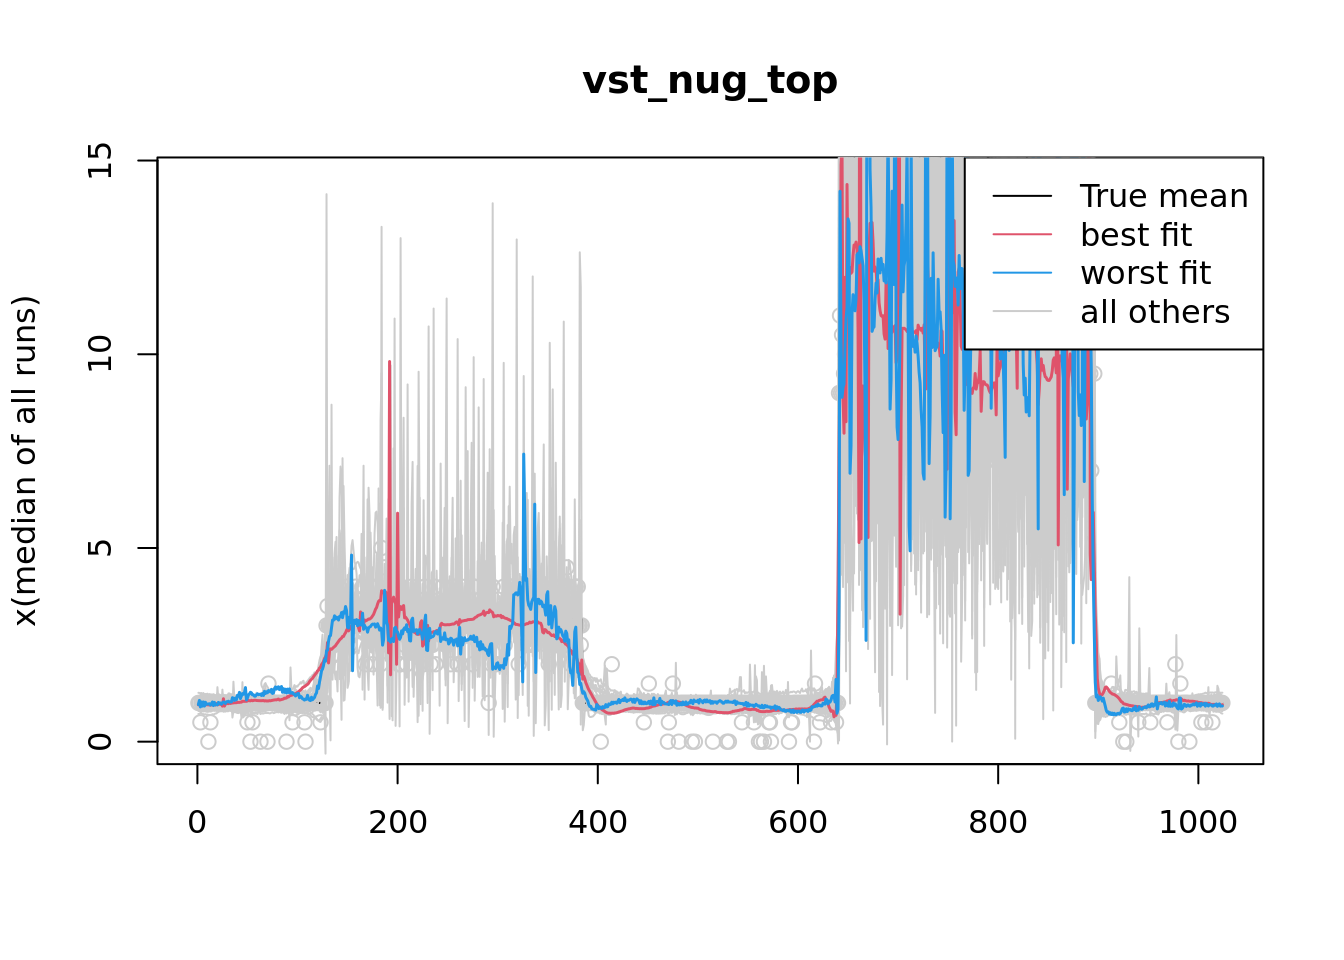 vst_nug_top
x(median of all runs)
15
10
5
0
True mean
best fit
worst fit
all others
0 200 400 600 800 1000